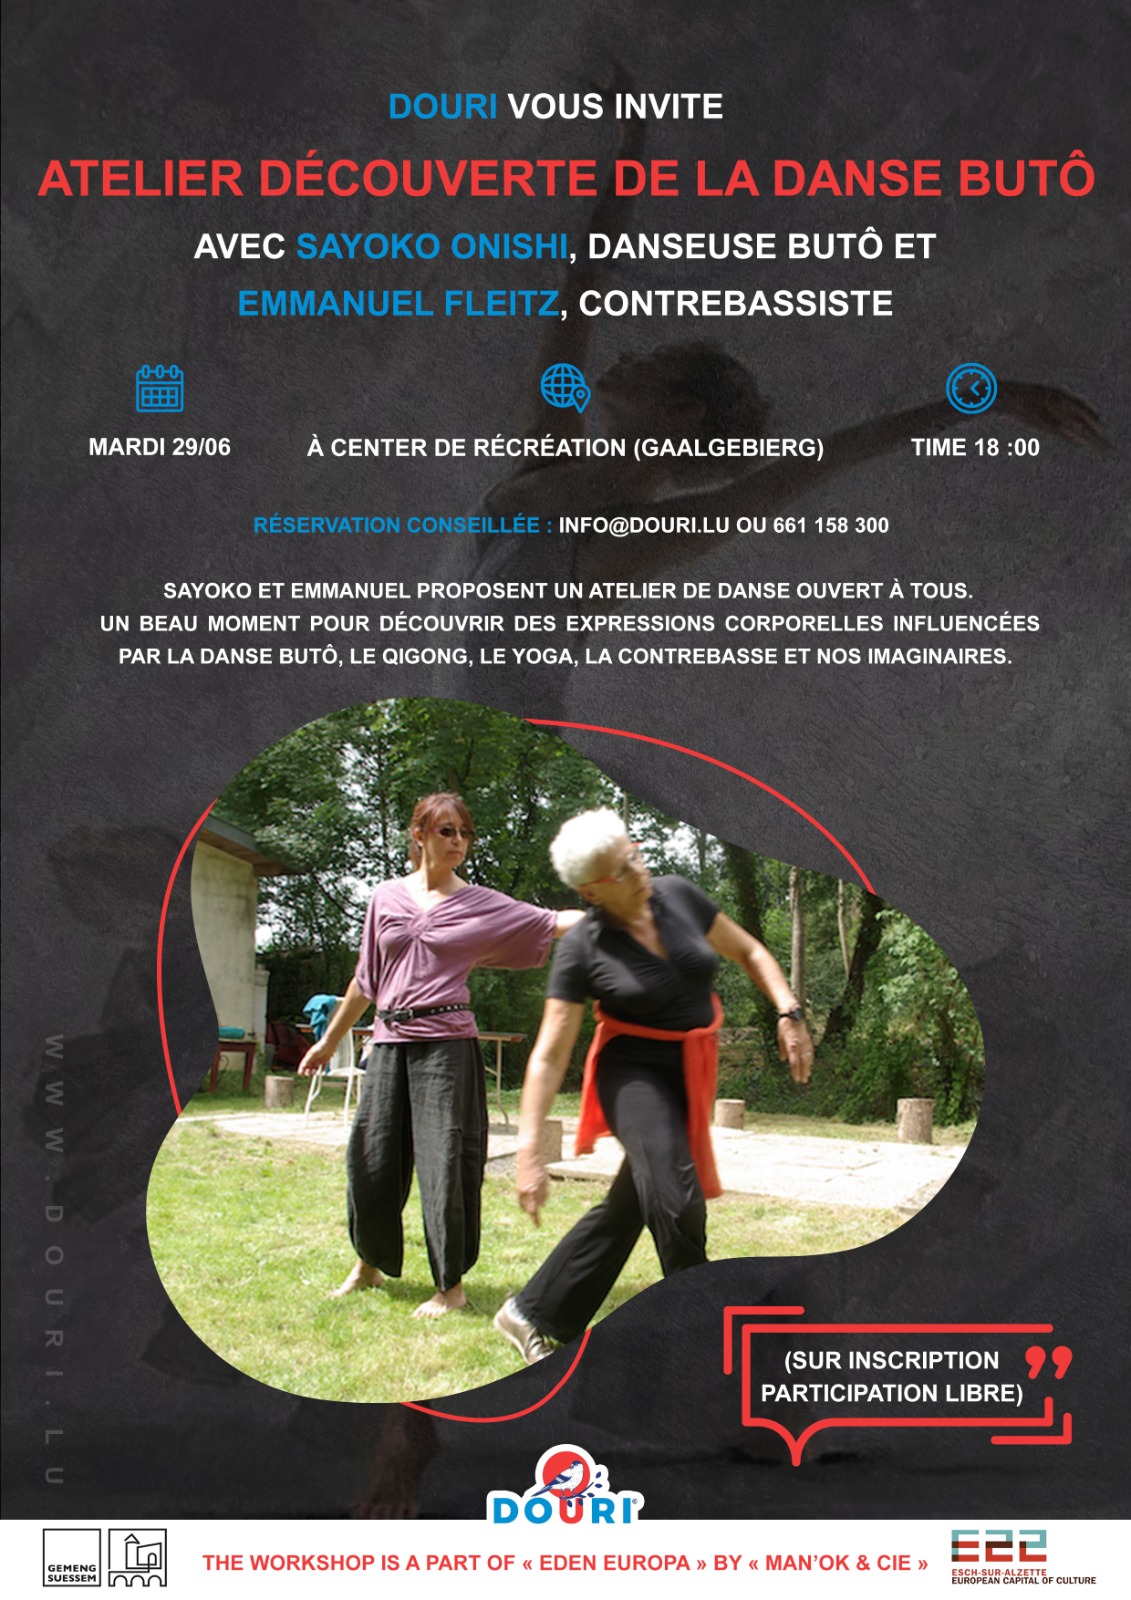 DOURI VOUS INVITE
ATELIER DÉCOUVERTE DE LA DANSE BUTÔ
AVEC SAYOKO ONISHI, DANSEUSE BUTÔ ET
EMMANUEL FLEITZ, CONTREBASSISTE
MARDI 29/06
À CENTER DE RÉCRÉATION (GAALGEBIERG)
TIME 18 :00
RÉSERVATION CONSEILLÉE : INFO@DOURI.LU OU 661 158 300
SAYOKO ET EMMANUEL PROPOSENT UN ATELIER DE DANSE OUVERT À TOUS.
UN BEAU MOMENT POUR DÉCOUVRIR DES EXPRESSIONS CORPORELLES INFLUENCÉES
PAR LA DANSE BUTÔ, LE QIGONG, LE YOGA, LA CONTREBASSE ET NOS IMAGINAIRES.
WWW.DOURI.LU
(SUR INSCRIPTION
PARTICIPATION LIBRE)
DOURI®
GEMENG
SUESSEM
THE WORKSHOP IS A PART OF « EDEN EUROPA » BY « MAN'OK & CIE »
E22
ESCH-SUR-ALZETTE
EUROPEAN CAPITAL OF CULTURE